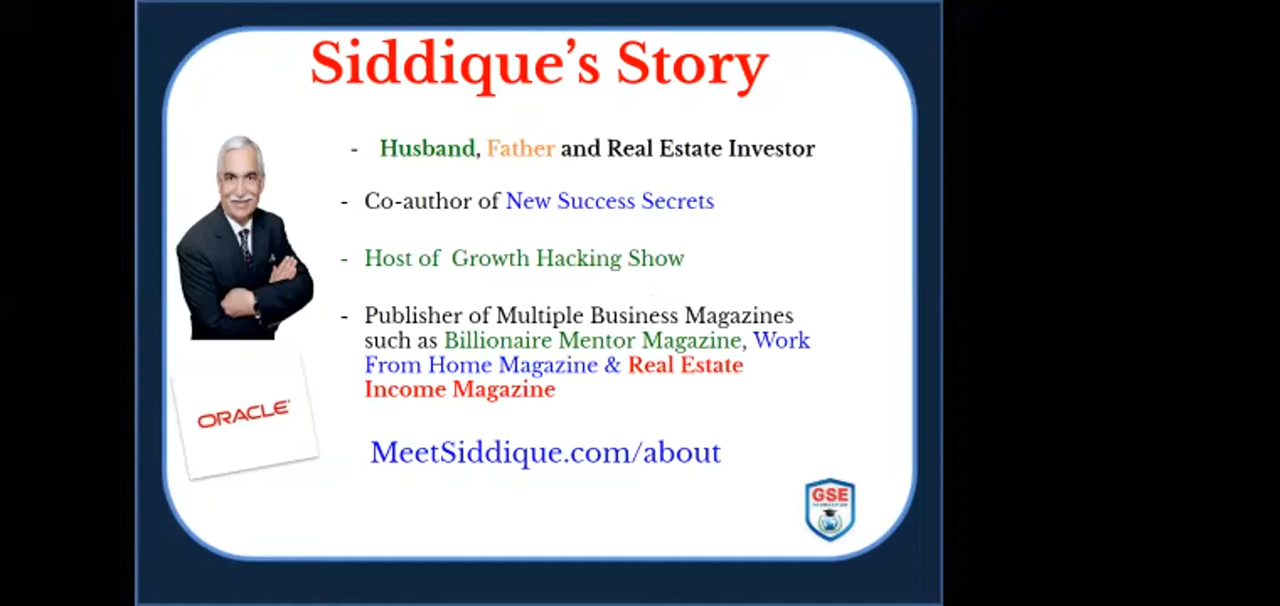 Siddique's Story
- Husband, Father and Real Estate Investor
- Co-author of New Success Secrets
- Host of Growth Hacking Show
- Publisher of Multiple Business Magazines
such as Billionaire Mentor Magazine, Work
From Home Magazine & Real Estate
Income Magazine
ORACLE
MeetSiddique.com/about
GSE